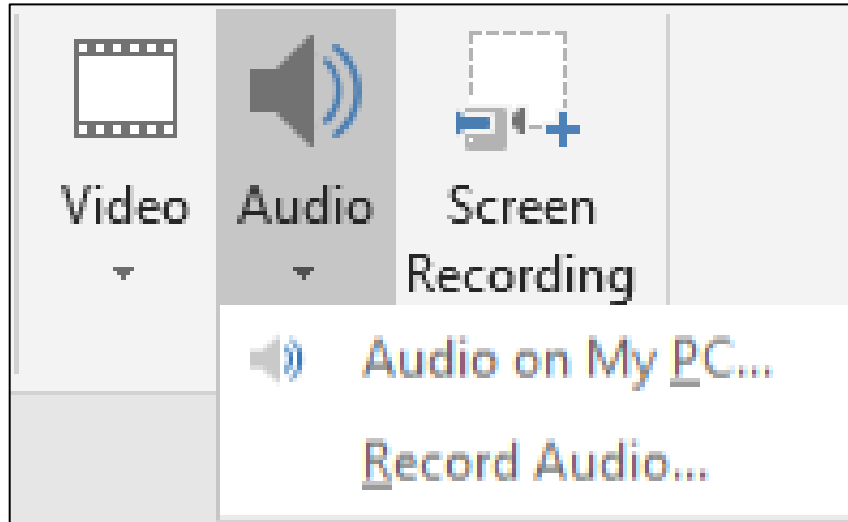 Video
Audio
Screen
Recording
Audio on My PC...
Record Audio...